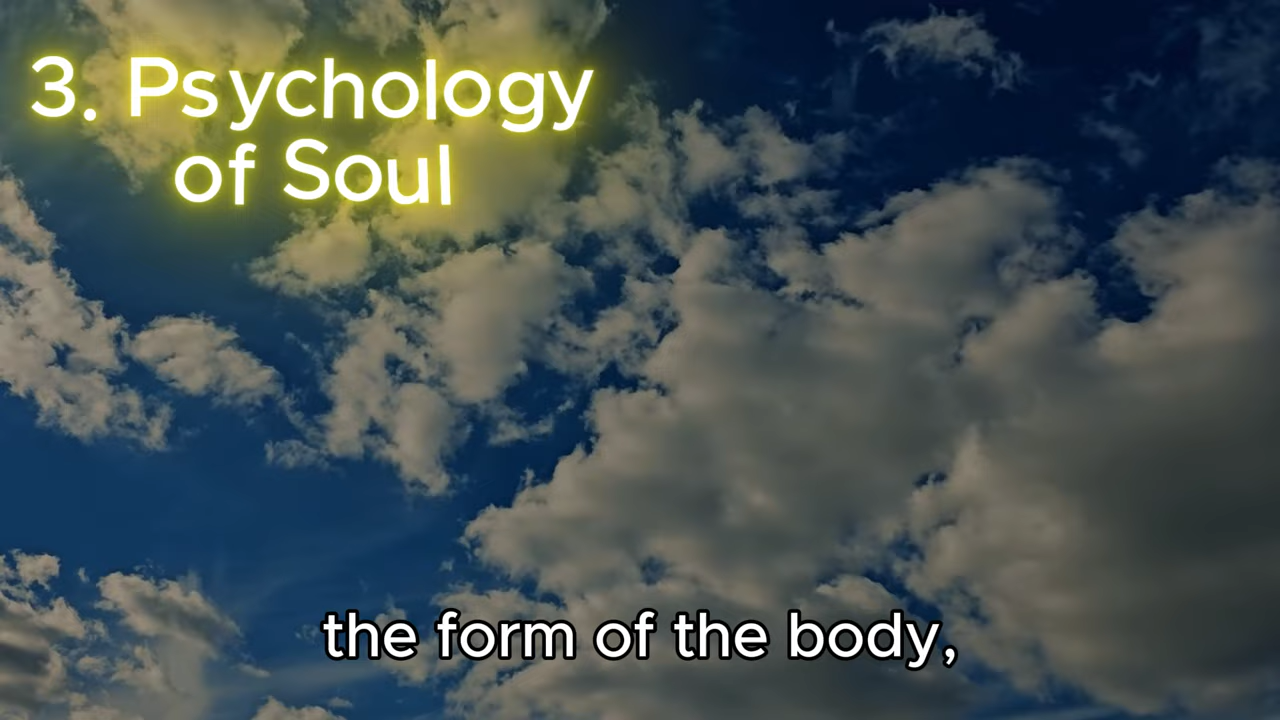 3. Psychology
of Soul
the form of the body,